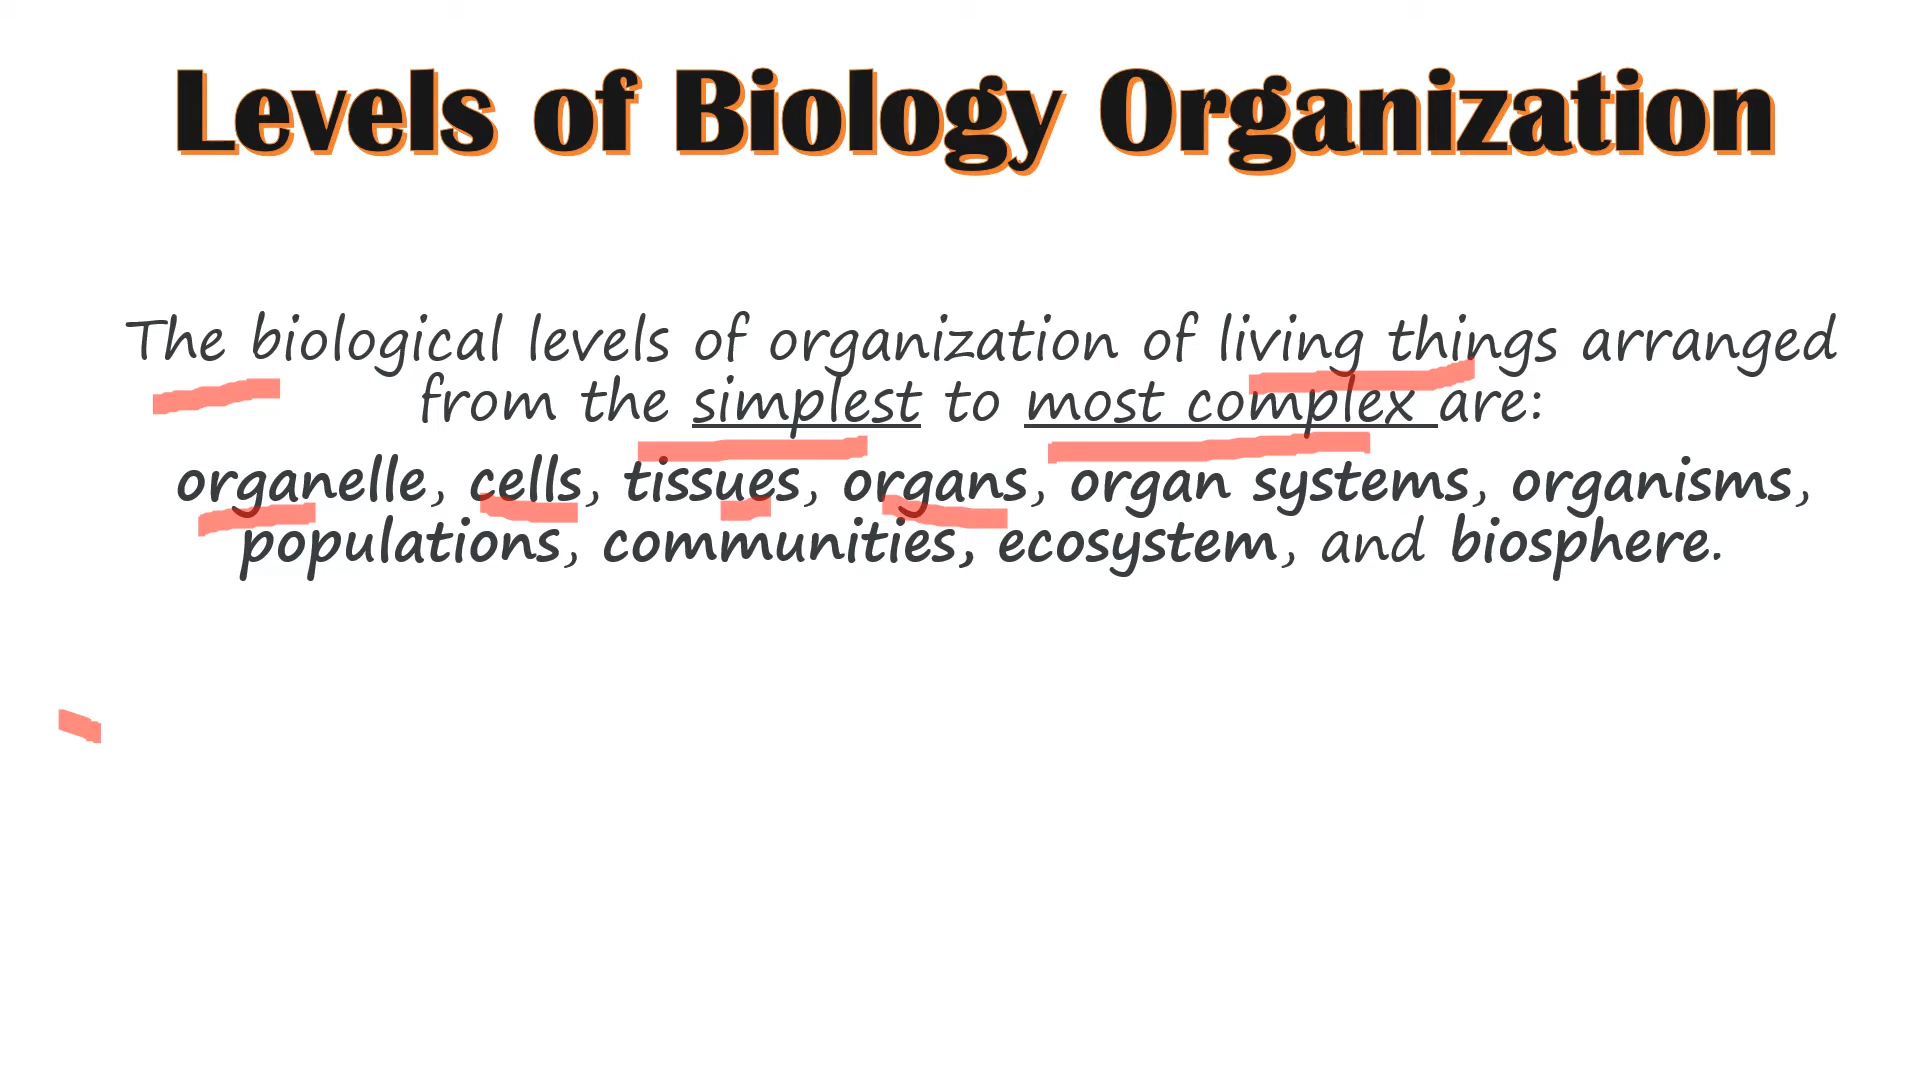 Levels of Biology Organization
The biological levels of organization of living things arranged
from the simplest to most complex are:
organelle, cells, tissues, organs, organ systems, organisms,
populations, communities, ecosystem, and biosphere.